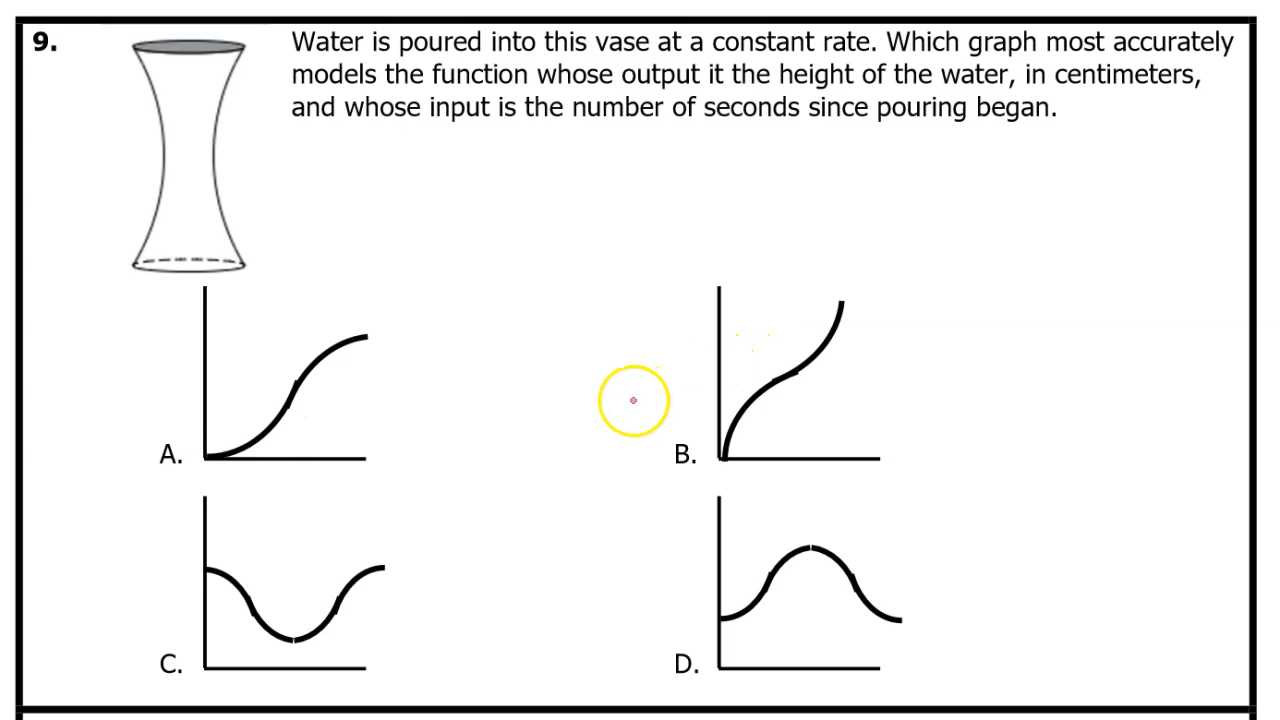 9.
Water is poured into this vase at a constant rate. Which graph most accurately
models the function whose output it the height of the water, in centimeters,
and whose input is the number of seconds since pouring began.
A.
B.
C.
D.